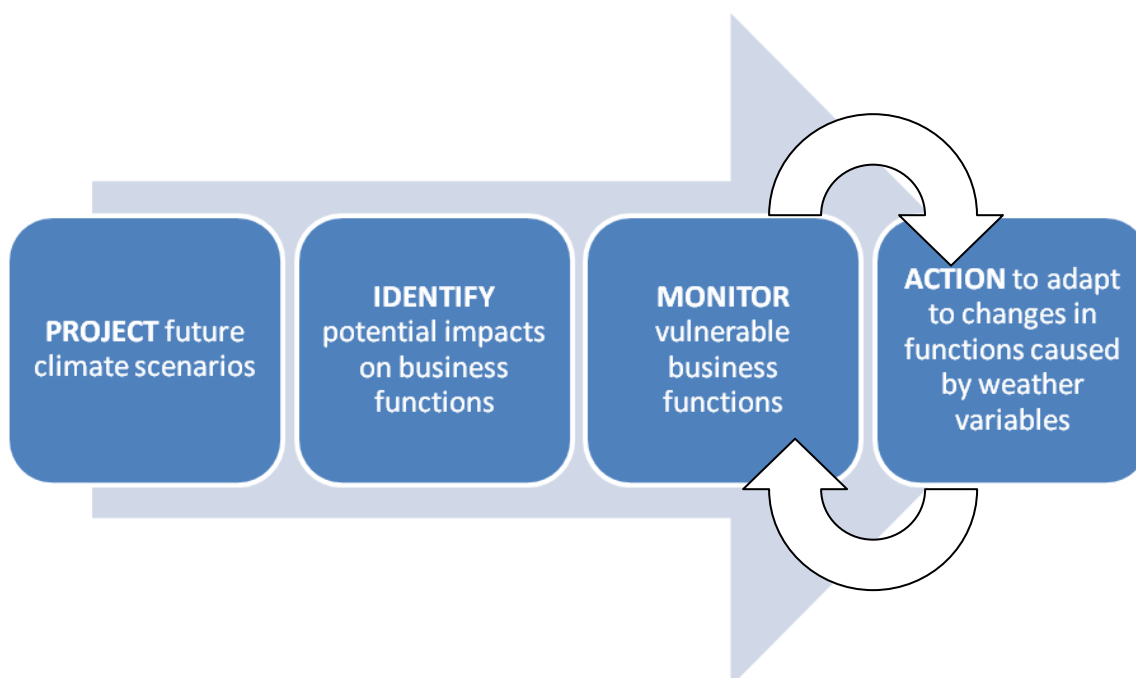 PROJECT future
climate scenarios
IDENTIFY
potential impacts
on business
functions
MONITOR
vulnerable
business
functions
ACTION to adapt
to changes in
functions caused
by weather
variables